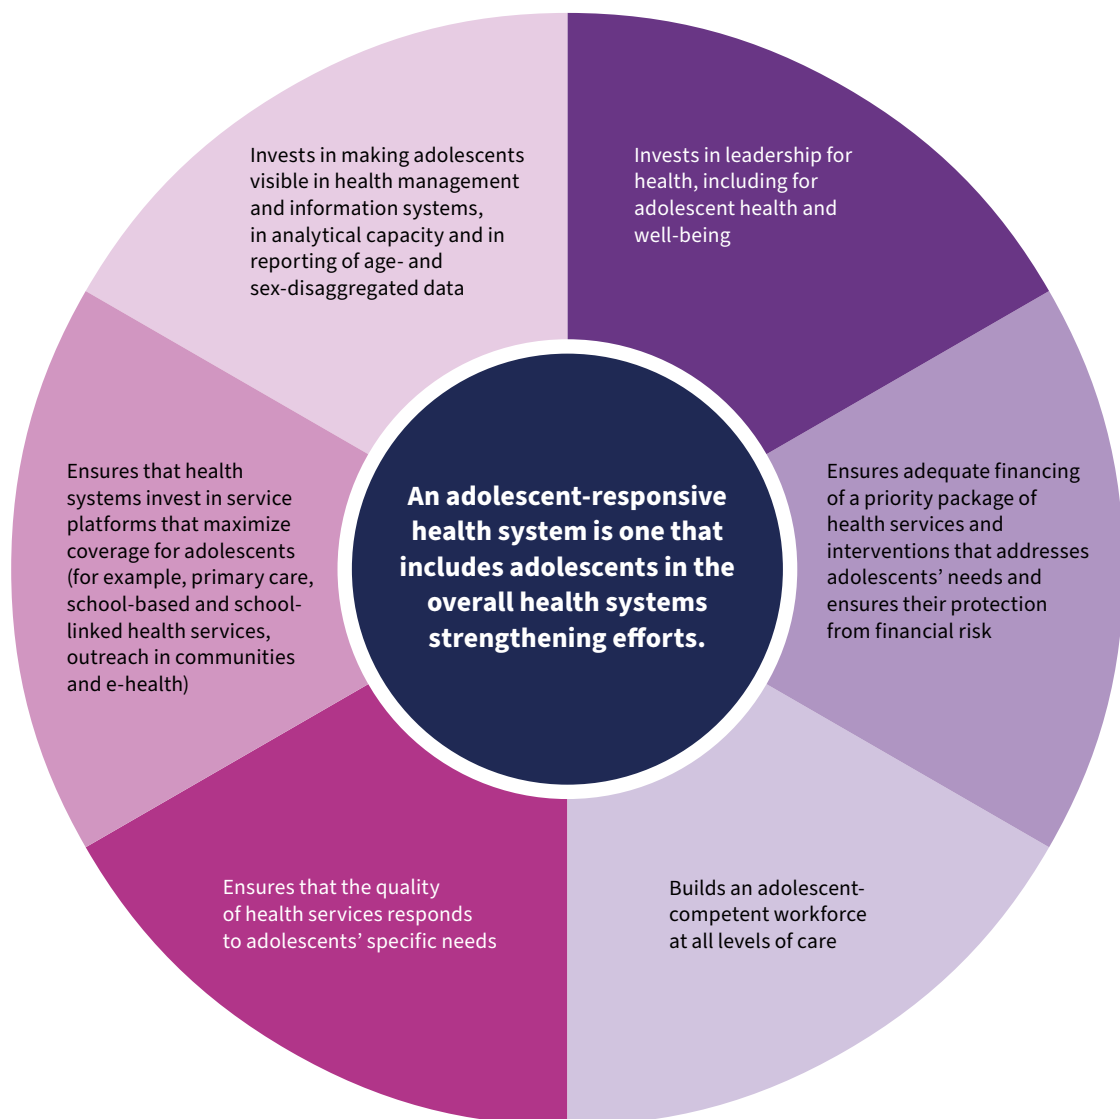 Invests in making adolescents
visible in health management
and information systems,
in analytical capacity and in
reporting of age- and
sex-disaggregated data
Invests in leadership for
health, including for
adolescent health and
well-being
Ensures that health
systems invest in service
platforms that maximize
coverage for adolescents
(for example, primary care,
school-based and school-
linked health services,
outreach in communities
and e-health)
An adolescent-responsive
health system is one that
includes adolescents in the
overall health systems
strengthening efforts.
Ensures adequate financing
of a priority package of
health services and
interventions that addresses
adolescents’ needs and
ensures their protection
from financial risk
Ensures that the quality
of health services responds
to adolescents’ specific needs
Builds an adolescent-
competent workforce
at all levels of care